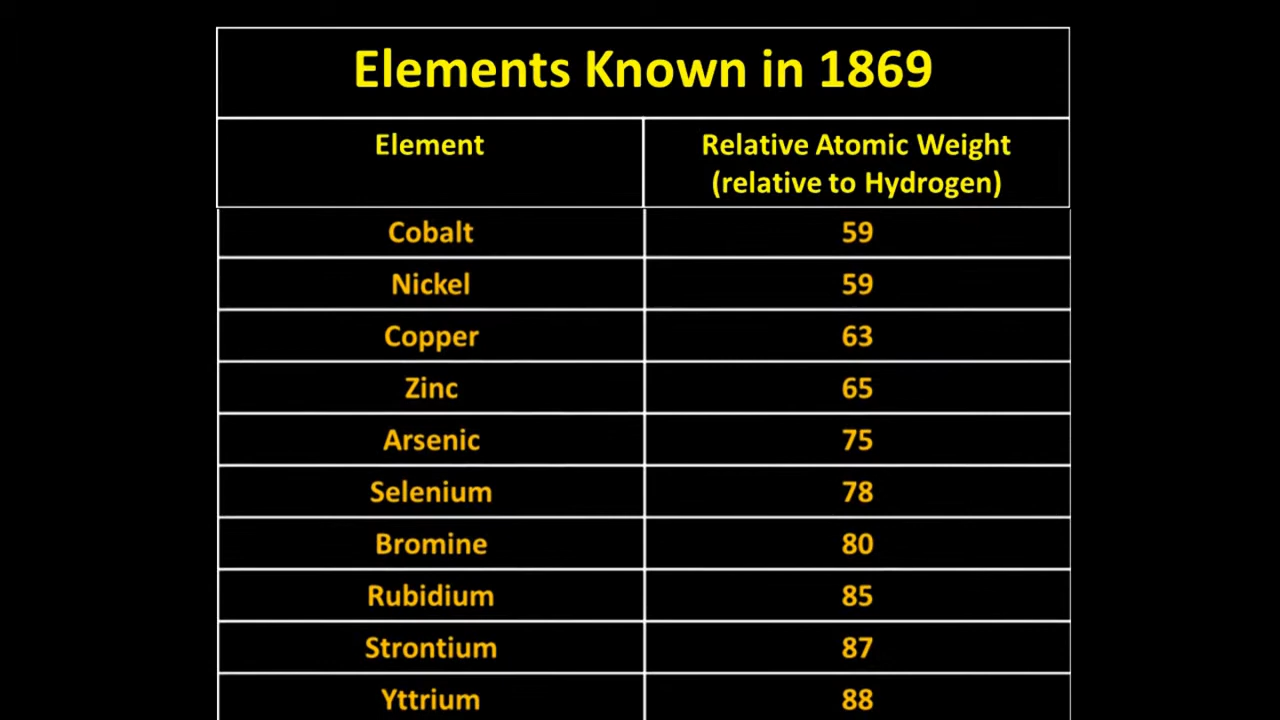 Elements Known in 1869
Element
Relative Atomic Weight
(relative to Hydrogen)
Cobalt 59
Nickel 59
Copper 63
Zinc 65
Arsenic 75
Selenium 78
Bromine 80
Rubidium 85
Strontium 87
Yttrium 88